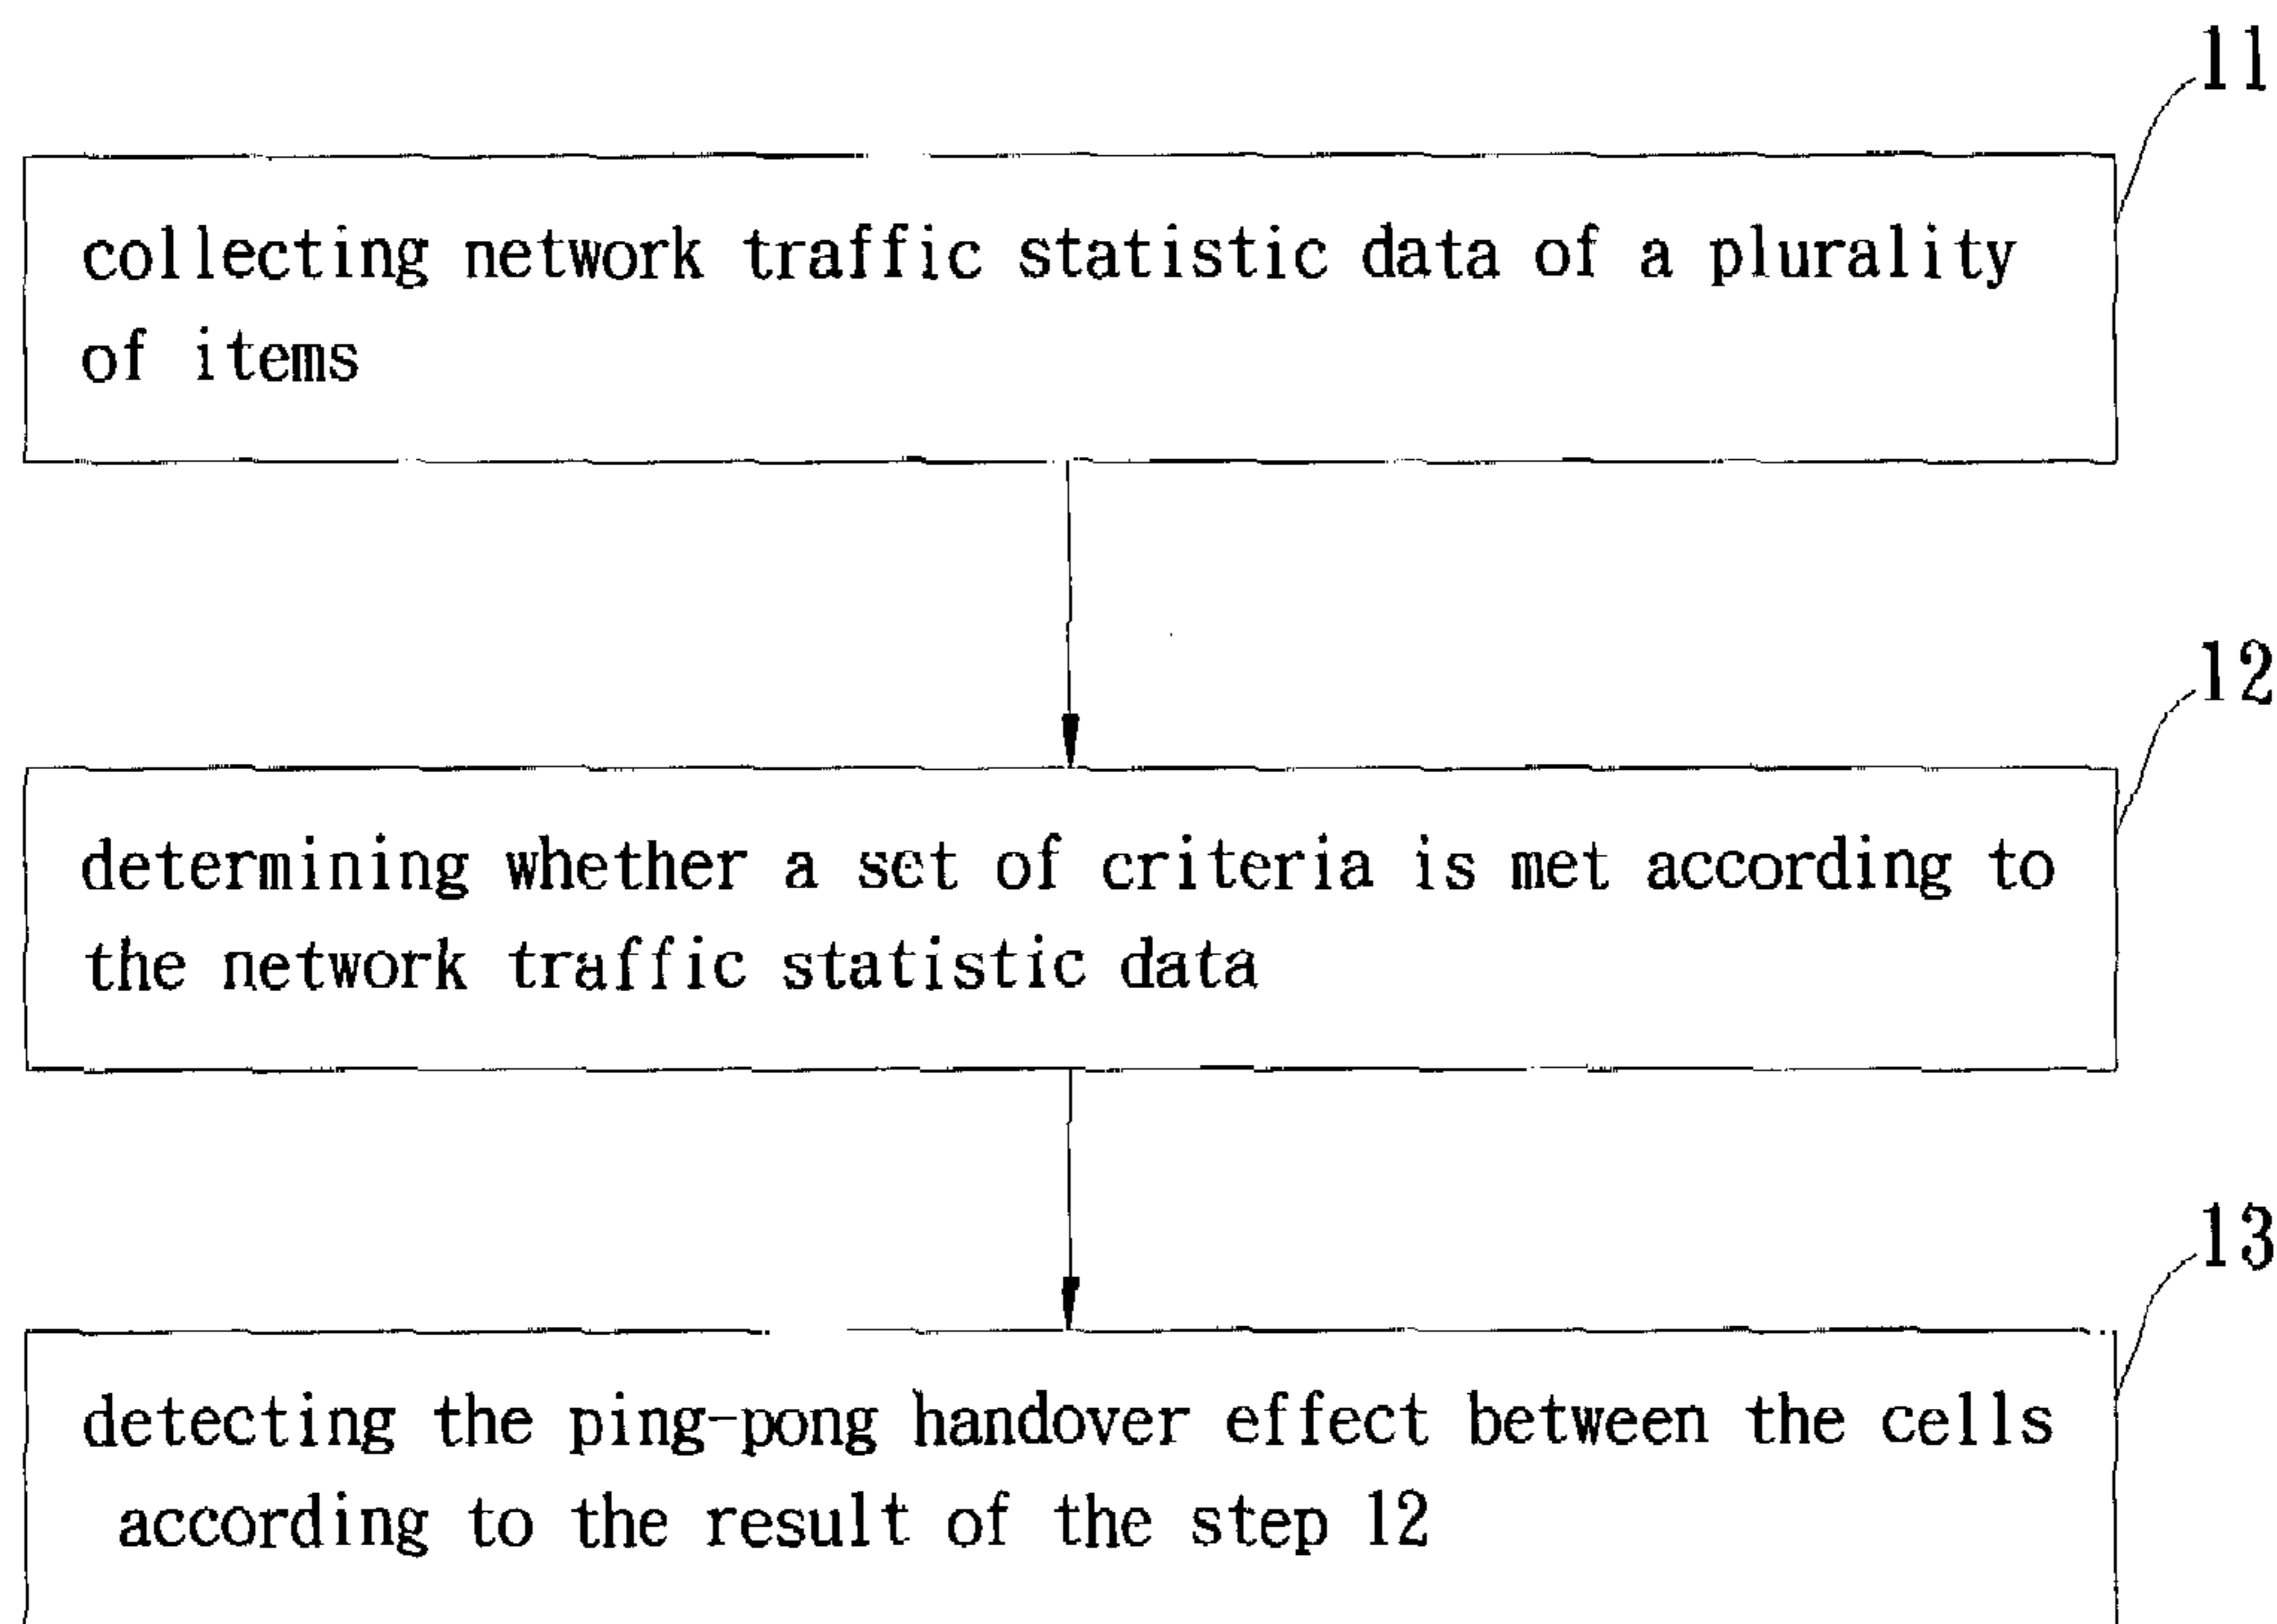 11
collecting network traffic statistic data of a plurality
of items
12
determining whether a set of criteria is met according to
the network traffic statistic data
13
detecting the ping-pong handover effect between the cells
according to the result of the step 12